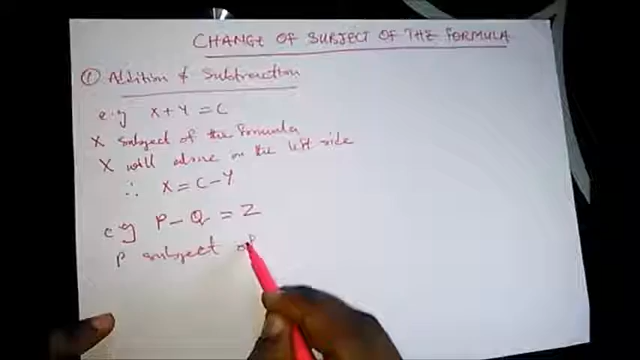 CHANGE OF SUBJECT OF THE FORMULA
① Addition & Subtraction
e.g X + Y = C
X subject of the formula
X will alone on the left side
∴ X = C - Y
e.g P - Q = Z
P subject of